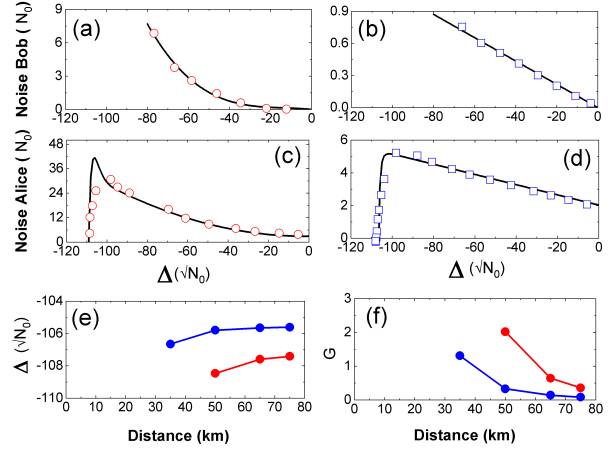 Noise Bob ( N₀)
9
6
3
0
(a)
-120 -100 -80 -60 -40 -20 0
0.9
0.6
0.3
0.0
(b)
-120 -100 -80 -60 -40 -20 0
Noise Alice ( N₀)
48
36
24
12
0
(c)
-120 -100 -80 -60 -40 -20 0
Δ (√N₀)
6
4
2
0
(d)
-120 -100 -80 -60 -40 -20 0
Δ (√N₀)
Δ (√N₀)
-104
-106
-108
-110
(e)
0 10 20 30 40 50 60 70 80
Distance (km)
G
3
2
1
0
(f)
0 10 20 30 40 50 60 70 80
Distance (km)